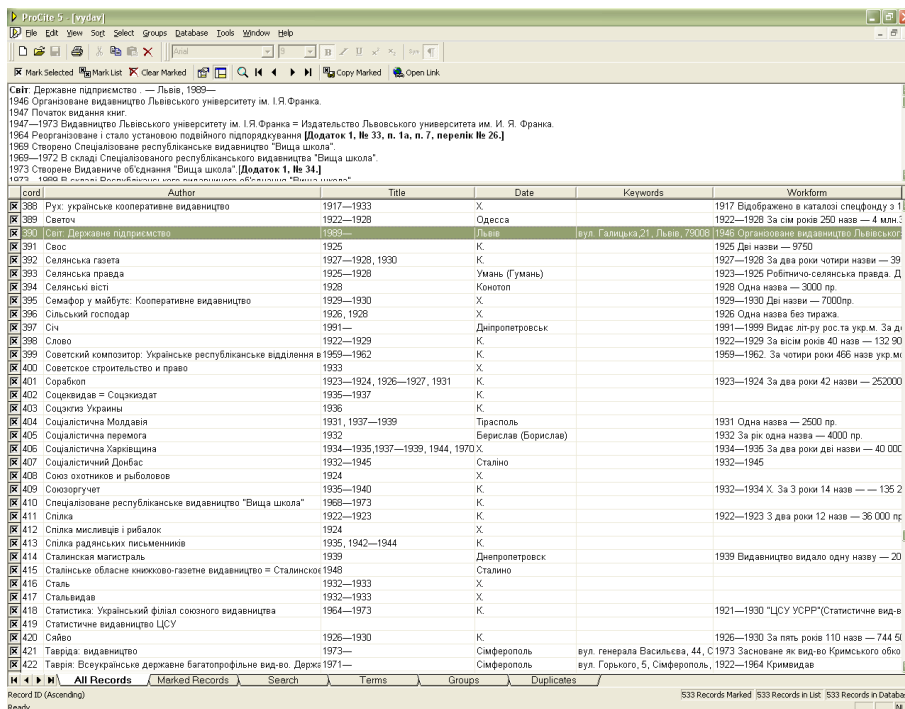 ProCite 5 - [vydav]
File Edit View Sort Select Groups Database Tools Window Help
Arial 9 B Z U x² x₂
Mark Selected Mark List Clear Marked Copy Marked Open Link
Світ: Державне підприємство . — Львів, 1989—
1946 Організоване видавництво Львівського університету ім. І.Я.Франка.
1947 Початок видання книг.
1947—1973 Видавництво Львівського університету ім. І.Я.Франка = Издательство Львовського університета им. И. Я. Франка.
1964 Реорганізоване і стало установою подвійного підпорядкування [Додаток 1, № 33, п. 1а, п. 7, перелік № 26.]
1969 Створено Спеціалізоване республіканське видавництво "Вища школа".
1969—1972 В складі Спеціалізованого республіканського видавництва "Вища школа".
1973 Створене Видавниче об'єднання "Вища школа".[Додаток 1, № 34.]
1973—1989 В складі Республіканського видавничого об'єднання "Вища школа"
cord Author Title Date Keywords Workform
388 Рух: українське кооперативне видавництво 1917—1933 Х. 1917 Відображено в каталозі спецфонду з 1
389 Светоч 1922—1928 Одесса 1922—1928 За сім років 250 назв — 4 млн.
390 Світ: Державне підприємство 1989— Львів вул. Галицька,21, Львів, 79008 1946 Організоване видавництво Львівськог
391 Своc 1925 К. 1925 Дві назви — 9750
392 Селянська газета 1927—1928, 1930 К. 1927—1928 За два роки чотири назви — 39
393 Селянська правда 1925—1928 Умань (Гумань) 1923—1925 Робітничо-селянська правда. Д
394 Селянські вісті 1928 Конотоп 1928 Одна назва — 3000 пр.
395 Семафор у майбутє: Кооперативне видавництво 1929—1930 Х. 1929—1930 Дві назви — 7000пр.
396 Сільський господар 1926, 1928 Х. 1926 Одна назва без тиража.
397 Січ 1991— Дніпропетровськ 1991—1999 Видає літ-ру рос.та укр.м. За д
398 Слово 1922—1929 К. 1922—1929 За вісім років 40 назв — 132 90
399 Советский композитор: Українське республіканське відділення в 1959—1962 К. 1959—1962. За чотири роки 466 назв укр.мо
400 Советское строительство и право 1933 Х.
401 Сорабкоп 1923—1924, 1926—1927, 1931 К. 1923—1924 За два роки 42 назви — 252000
402 Соцеквидав = Соцэкиздат 1935—1937 К.
403 Соцэкгиз Украины 1936 К.
404 Соціалістична Молдавія 1931, 1937—1939 Тірасполь 1931 Одна назва — 2500 пр.
405 Соціалістична перемога 1932 Берислав (Борислав) 1932 За рік одна назва — 4000 пр.
406 Соціалістична Харківщина 1934—1935,1937—1939, 1944, 1970 Х. 1934—1935 За два роки дві назви — 40 000
407 Соціалістичний Донбас 1932—1945 Сталіно 1932—1945
408 Союз охотников и рыболовов 1924 Х.
409 Союзоргучет 1935—1940 К. 1932—1934 Х. За 3 роки 14 назв — — 135 2
410 Спеціалізоване республіканське видавництво "Вища школа" 1968—1973 К.
411 Спілка 1922—1923 К. 1922—1923 З два роки 12 назв — 36 000 пр
412 Спілка мисливців і рибалок 1924 Х.
413 Спілка радянських письменників 1935, 1942—1944 К.
414 Сталинская магистраль 1939 Днепропетровск 1939 Видавництво видало одну назву — 20
415 Сталінське обласне книжково-газетне видавництво = Сталинское 1948 Сталино
416 Сталь 1932—1933 Х.
417 Стальвидав 1932—1933 Х.
418 Статистика: Український філіал союзного видавництва 1964—1973 К. 1921—1930 "ЦСУ УСРР"(Статистичне вид-в
419 Статистичне видавництво ЦСУ
420 Сяйво 1926—1930 К. 1926—1930 За пять років 110 назв — 744 50
421 Тавріда: видавництво 1973— Сімферополь вул. генерала Васильєва, 44, С 1973 Засноване як вид-во Кримського обко
422 Таврія: Всеукраїнське державне багатопрофільне вид-во. Держа 1971— Сімферополь вул. Горького, 5, Сімферополь, 1922—1964 Кримвидав
All Records Marked Records Search Terms Groups Duplicates
Record ID (Ascending) 533 Records Marked 533 Records in List 533 Records in Databa
Ready